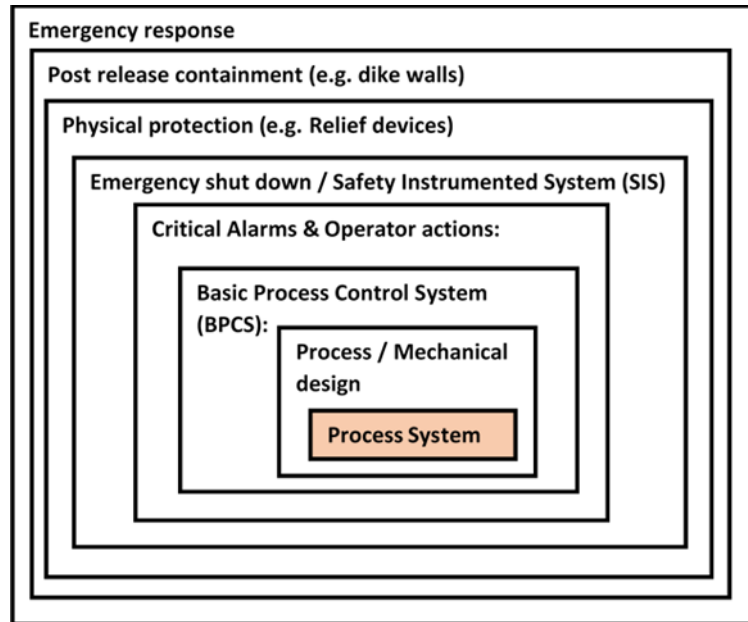 Emergency response
Post release containment (e.g. dike walls)
Physical protection (e.g. Relief devices)
Emergency shut down / Safety Instrumented System (SIS)
Critical Alarms & Operator actions:
Basic Process Control System
(BPCS):
Process / Mechanical
design
Process System